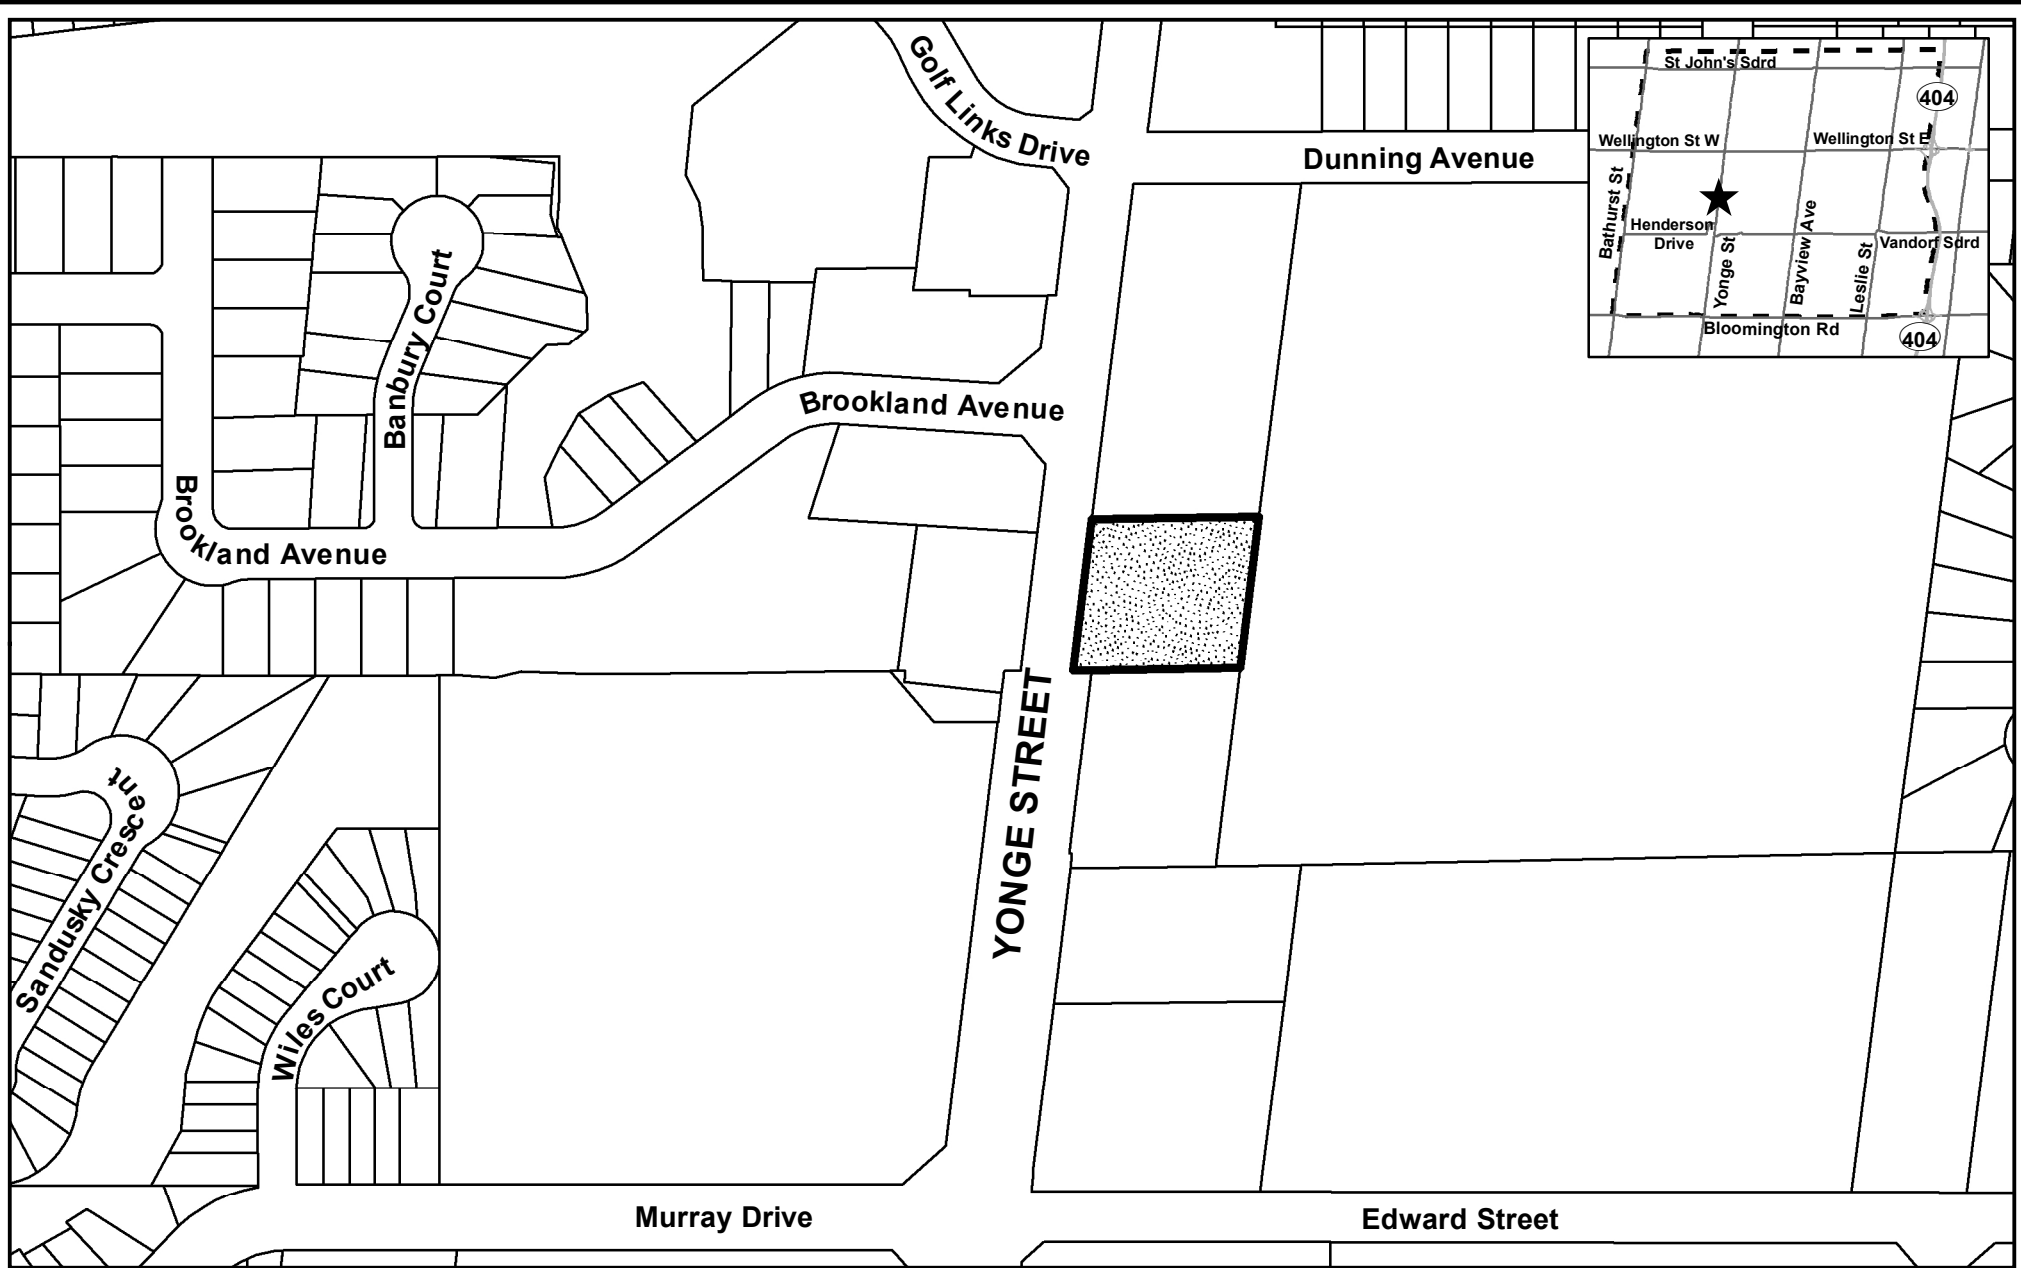 Golf Links Drive
Dunning Avenue
St John's Sdrd
404
Wellington St W
Wellington St E
Bathurst St
Henderson
Drive
Yonge St
Bayview Ave
Leslie St
Vandorf Sdrd
Bloomington Rd
404
Banbury Court
Brookland Avenue
Brookland Avenue
YONGE STREET
Sandusky Crescent
Wiles Court
Murray Drive
Edward Street